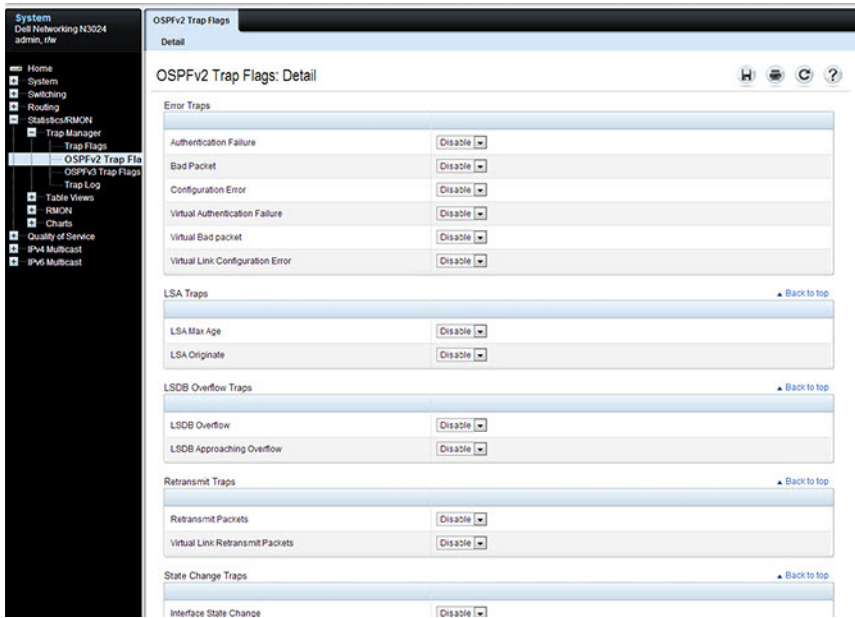 System
Dell Networking N3024
admin, r/w
Home
System
Switching
Routing
Statistics/RMON
Trap Manager
Trap Flags
OSPFv2 Trap Fla
OSPFv3 Trap Flags
Trap Log
Table Views
RMON
Charts
Quality of Service
IPv4 Multicast
IPv6 Multicast
OSPFv2 Trap Flags
Detail
OSPFv2 Trap Flags: Detail
H
C
?
Error Traps
Authentication Failure Disable
Bad Packet Disable
Configuration Error Disable
Virtual Authentication Failure Disable
Virtual Bad packet Disable
Virtual Link Configuration Error Disable
LSA Traps Back to top
LSA Max Age Disable
LSA Originate Disable
LSDB Overflow Traps Back to top
LSDB Overflow Disable
LSDB Approaching Overflow Disable
Retransmit Traps Back to top
Retransmit Packets Disable
Virtual Link Retransmit Packets Disable
State Change Traps Back to top
Interface State Change Disable